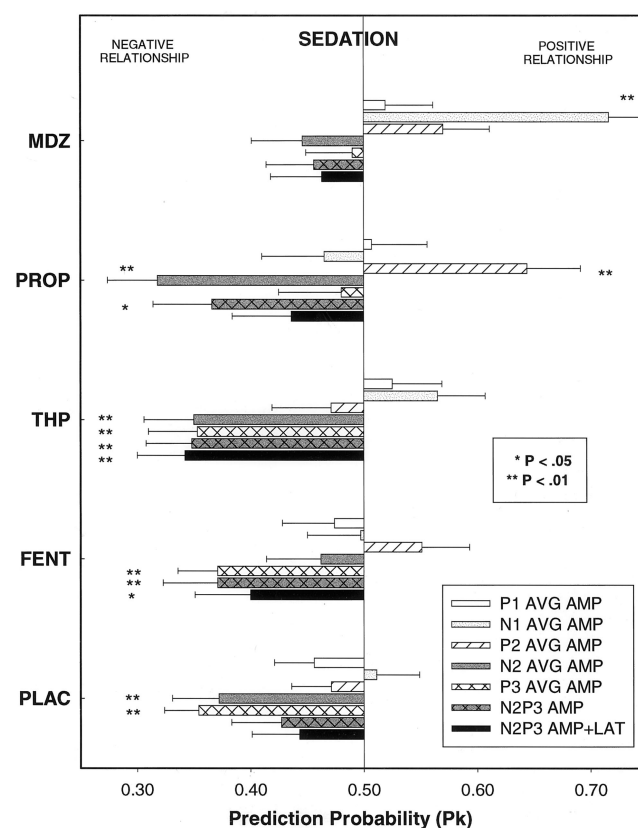 SEDATION
NEGATIVE
RELATIONSHIP
POSITIVE
RELATIONSHIP
**
MDZ
**
PROP
**
*
THP
**
**
**
**
* P < .05
** P < .01
FENT
**
**
*
P1 AVG AMP
N1 AVG AMP
P2 AVG AMP
N2 AVG AMP
P3 AVG AMP
N2P3 AMP
N2P3 AMP+LAT
PLAC
**
**
0.30 0.40 0.50 0.60 0.70
Prediction Probability (Pk)